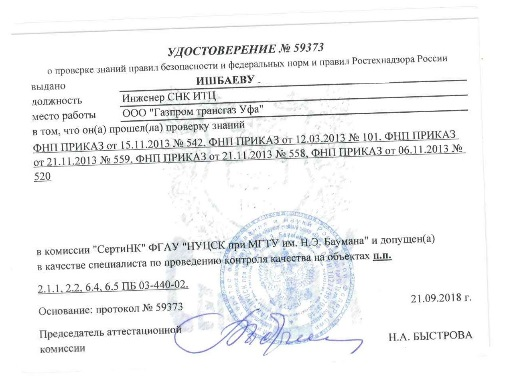 УДОСТОВЕРЕНИЕ № 59373
о проверке знаний правил безопасности и федеральных норм и правил Ростехнадзора России
выдано ИШБАЕВУ
должность Инженер СНК ИТЦ
место работы ООО "Газпром трансгаз Уфа"
в том, что он(а) прошел(ла) проверку знаний
ФНП ПРИКАЗ от 15.11.2013 № 542, ФНП ПРИКАЗ от 12.03.2013 № 101, ФНП ПРИКАЗ
от 21.11.2013 № 559, ФНП ПРИКАЗ от 21.11.2013 № 558, ФНП ПРИКАЗ от 06.11.2013 №
520
в комиссии "СертиНК" ФГАУ "НУЦСК при МГТУ им. Н.Э. Баумана" и допущен(а)
в качестве специалиста по проведению контроля качества на объектах п.п.
2.1.1, 2.2, 6.4, 6.5 ПБ 03-440-02.
Основание: протокол № 59373 21.09.2018 г.
Председатель аттестационной
комиссии Н.А. БЫСТРОВА